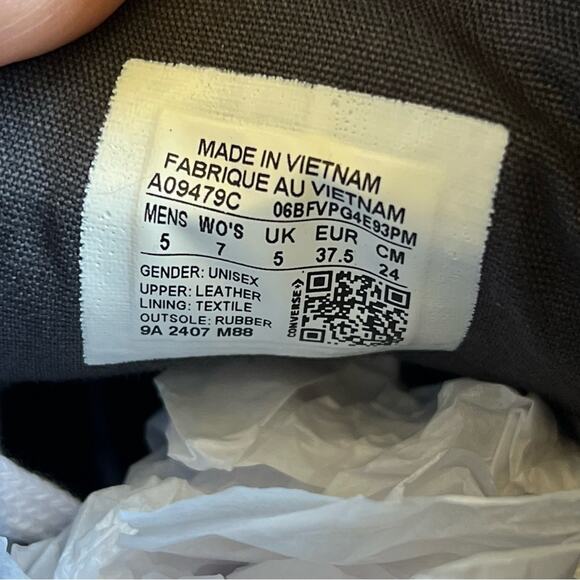 MADE IN VIETNAM
FABRIQUE AU VIETNAM
A09479C 06BFVPG4E93PM
MENS WO'S UK EUR CM
5 7 5 37.5 24
GENDER: UNISEX
UPPER: LEATHER
LINING: TEXTILE
OUTSOLE: RUBBER
9A 2407 M88
CONVERSE